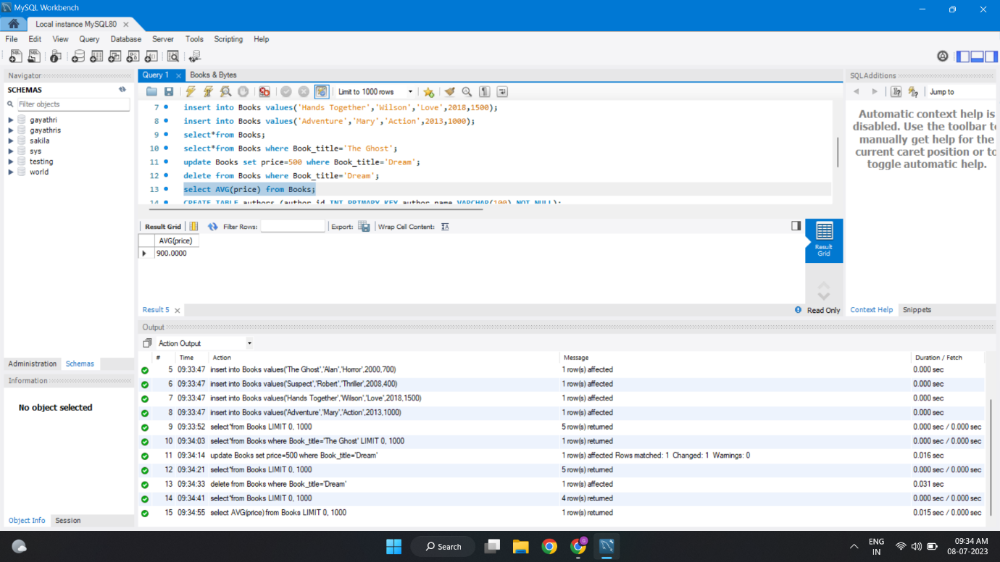 MySQL Workbench
Local instance MySQL80
File Edit View Query Database Server Tools Scripting Help
Navigator
SCHEMAS
Filter objects
gayathri
gayathris
sakila
sys
testing
world
Administration Schemas
Information
No object selected
Object Info Session
Query 1 Books & Bytes
Limit to 1000 rows
7 insert into Books values('Hands Together','Wilson','Love',2018,1500);
8 insert into Books values('Adventure','Mary','Action',2013,1000);
9 select*from Books;
10 select*from Books where Book_title='The Ghost';
11 update Books set price=500 where Book_title='Dream';
12 delete from Books where Book_title='Dream';
13 select AVG(price) from Books;
14 CREATE TABLE authors (author_id INT PRIMARY KEY,author_name VARCHAR(100) NOT NULL);
Result Grid Filter Rows: Export: Wrap Cell Content:
AVG(price)
900.0000
Result Grid
Result 5
Read Only
SQLAdditions
Jump to
Automatic context help is
disabled. Use the toolbar to
manually get help for the
current caret position or to
toggle automatic help.
Context Help Snippets
Output
Action Output
# Time Action Message Duration / Fetch
5 09:33:47 insert into Books values('The Ghost','Alan','Horror',2000,700) 1 row(s) affected 0.000 sec
6 09:33:47 insert into Books values('Suspect','Robert','Thriller',2008,400) 1 row(s) affected 0.000 sec
7 09:33:47 insert into Books values('Hands Together','Wilson','Love',2018,1500) 1 row(s) affected 0.000 sec
8 09:33:47 insert into Books values('Adventure','Mary','Action',2013,1000) 1 row(s) affected 0.000 sec
9 09:33:52 select*from Books LIMIT 0, 1000 5 row(s) returned 0.000 sec / 0.000 sec
10 09:34:03 select*from Books where Book_title='The Ghost' LIMIT 0, 1000 1 row(s) returned 0.000 sec / 0.000 sec
11 09:34:14 update Books set price=500 where Book_title='Dream' 1 row(s) affected Rows matched: 1 Changed: 1 Warnings: 0 0.016 sec
12 09:34:21 select*from Books LIMIT 0, 1000 5 row(s) returned 0.000 sec / 0.000 sec
13 09:34:33 delete from Books where Book_title='Dream' 1 row(s) affected 0.031 sec
14 09:34:41 select*from Books LIMIT 0, 1000 4 row(s) returned 0.000 sec / 0.000 sec
15 09:34:55 select AVG(price) from Books LIMIT 0, 1000 1 row(s) returned 0.015 sec / 0.000 sec
Search
ENG
IN
09:34 AM
08-07-2023